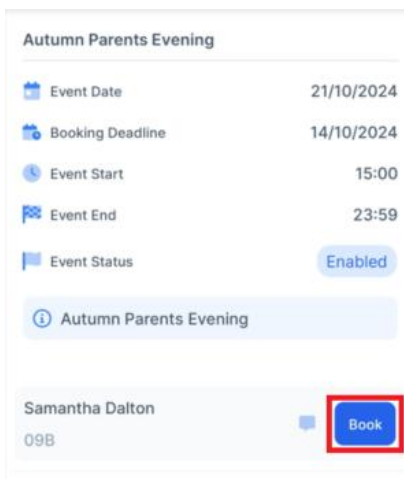 Autumn Parents Evening
Event Date 21/10/2024
Booking Deadline 14/10/2024
Event Start 15:00
Event End 23:59
Event Status Enabled
Autumn Parents Evening
Samantha Dalton
Book
09B